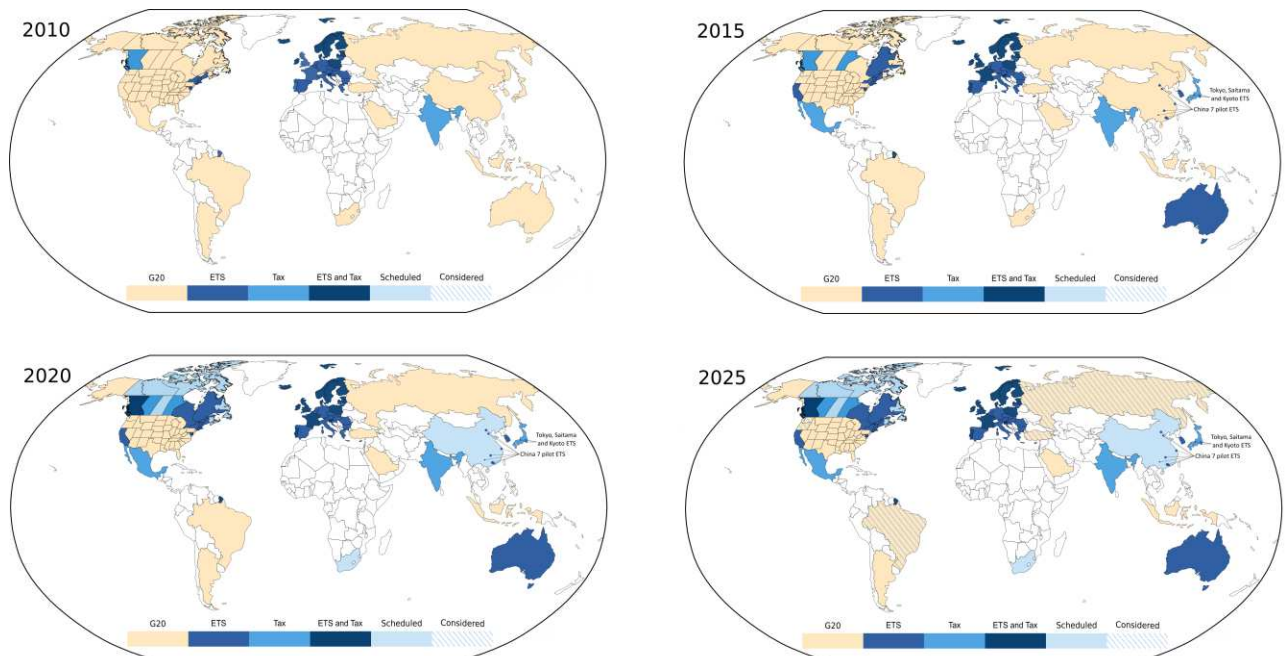 2010
G20 ETS Tax ETS and Tax Scheduled Considered
2015
Tokyo, Saitama
and Kyoto ETS
China 7 pilot ETS
G20 ETS Tax ETS and Tax Scheduled Considered
2020
Tokyo, Saitama
and Kyoto ETS
China 7 pilot ETS
G20 ETS Tax ETS and Tax Scheduled Considered
2025
Tokyo, Saitama
and Kyoto ETS
China 7 pilot ETS
G20 ETS Tax ETS and Tax Scheduled Considered